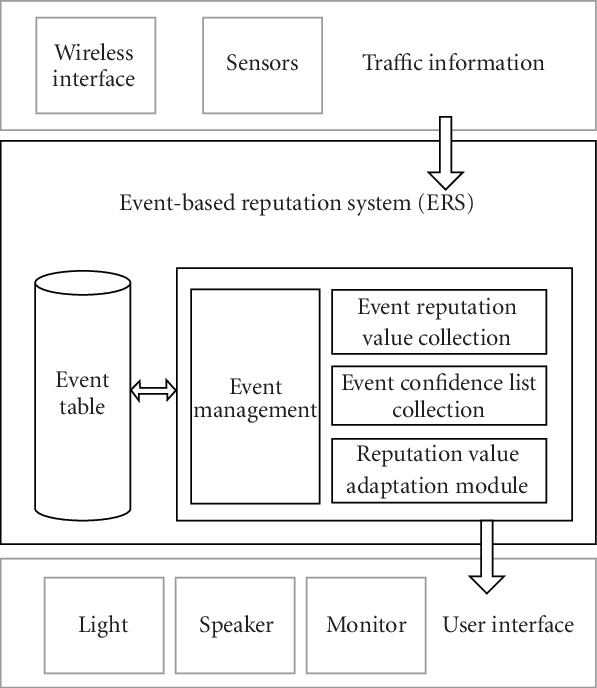 Wireless
interface
Sensors
Traffic information
Event-based reputation system (ERS)
Event
table
Event
management
Event reputation
value collection
Event confidence list
collection
Reputation value
adaptation module
Light
Speaker
Monitor
User interface